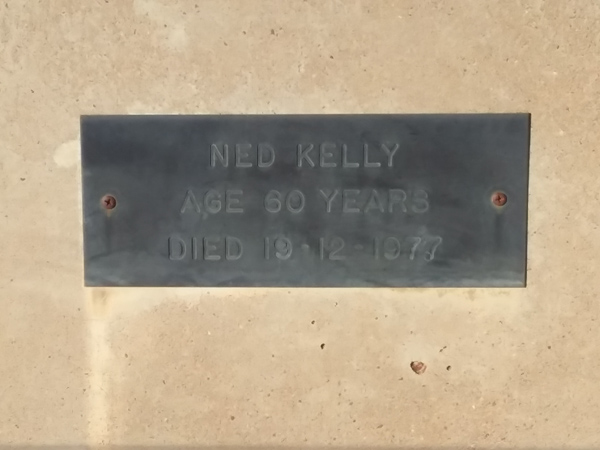 NED KELLY
AGE 60 YEARS
DIED 19-12-1977